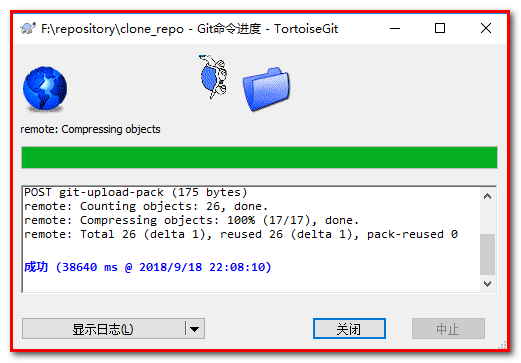 F:\repository\clone_repo - Git命令进度 - TortoiseGit
remote: Compressing objects
POST git-upload-pack (175 bytes)
remote: Counting objects: 26, done.
remote: Compressing objects: 100% (17/17), done.
remote: Total 26 (delta 1), reused 26 (delta 1), pack-reused 0
成功 (38640 ms @ 2018/9/18 22:08:10)
显示日志(L)
关闭
中止